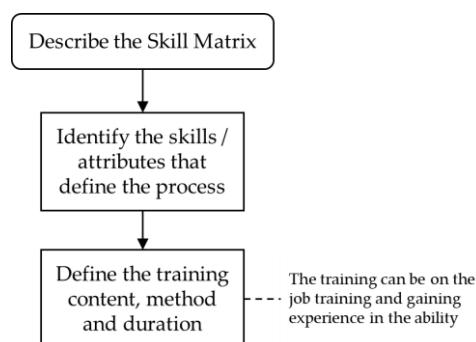 Describe the Skill Matrix
Identify the skills /
attributes that
define the process
Define the training
content, method
and duration
The training can be on the
job training and gaining
experience in the ability